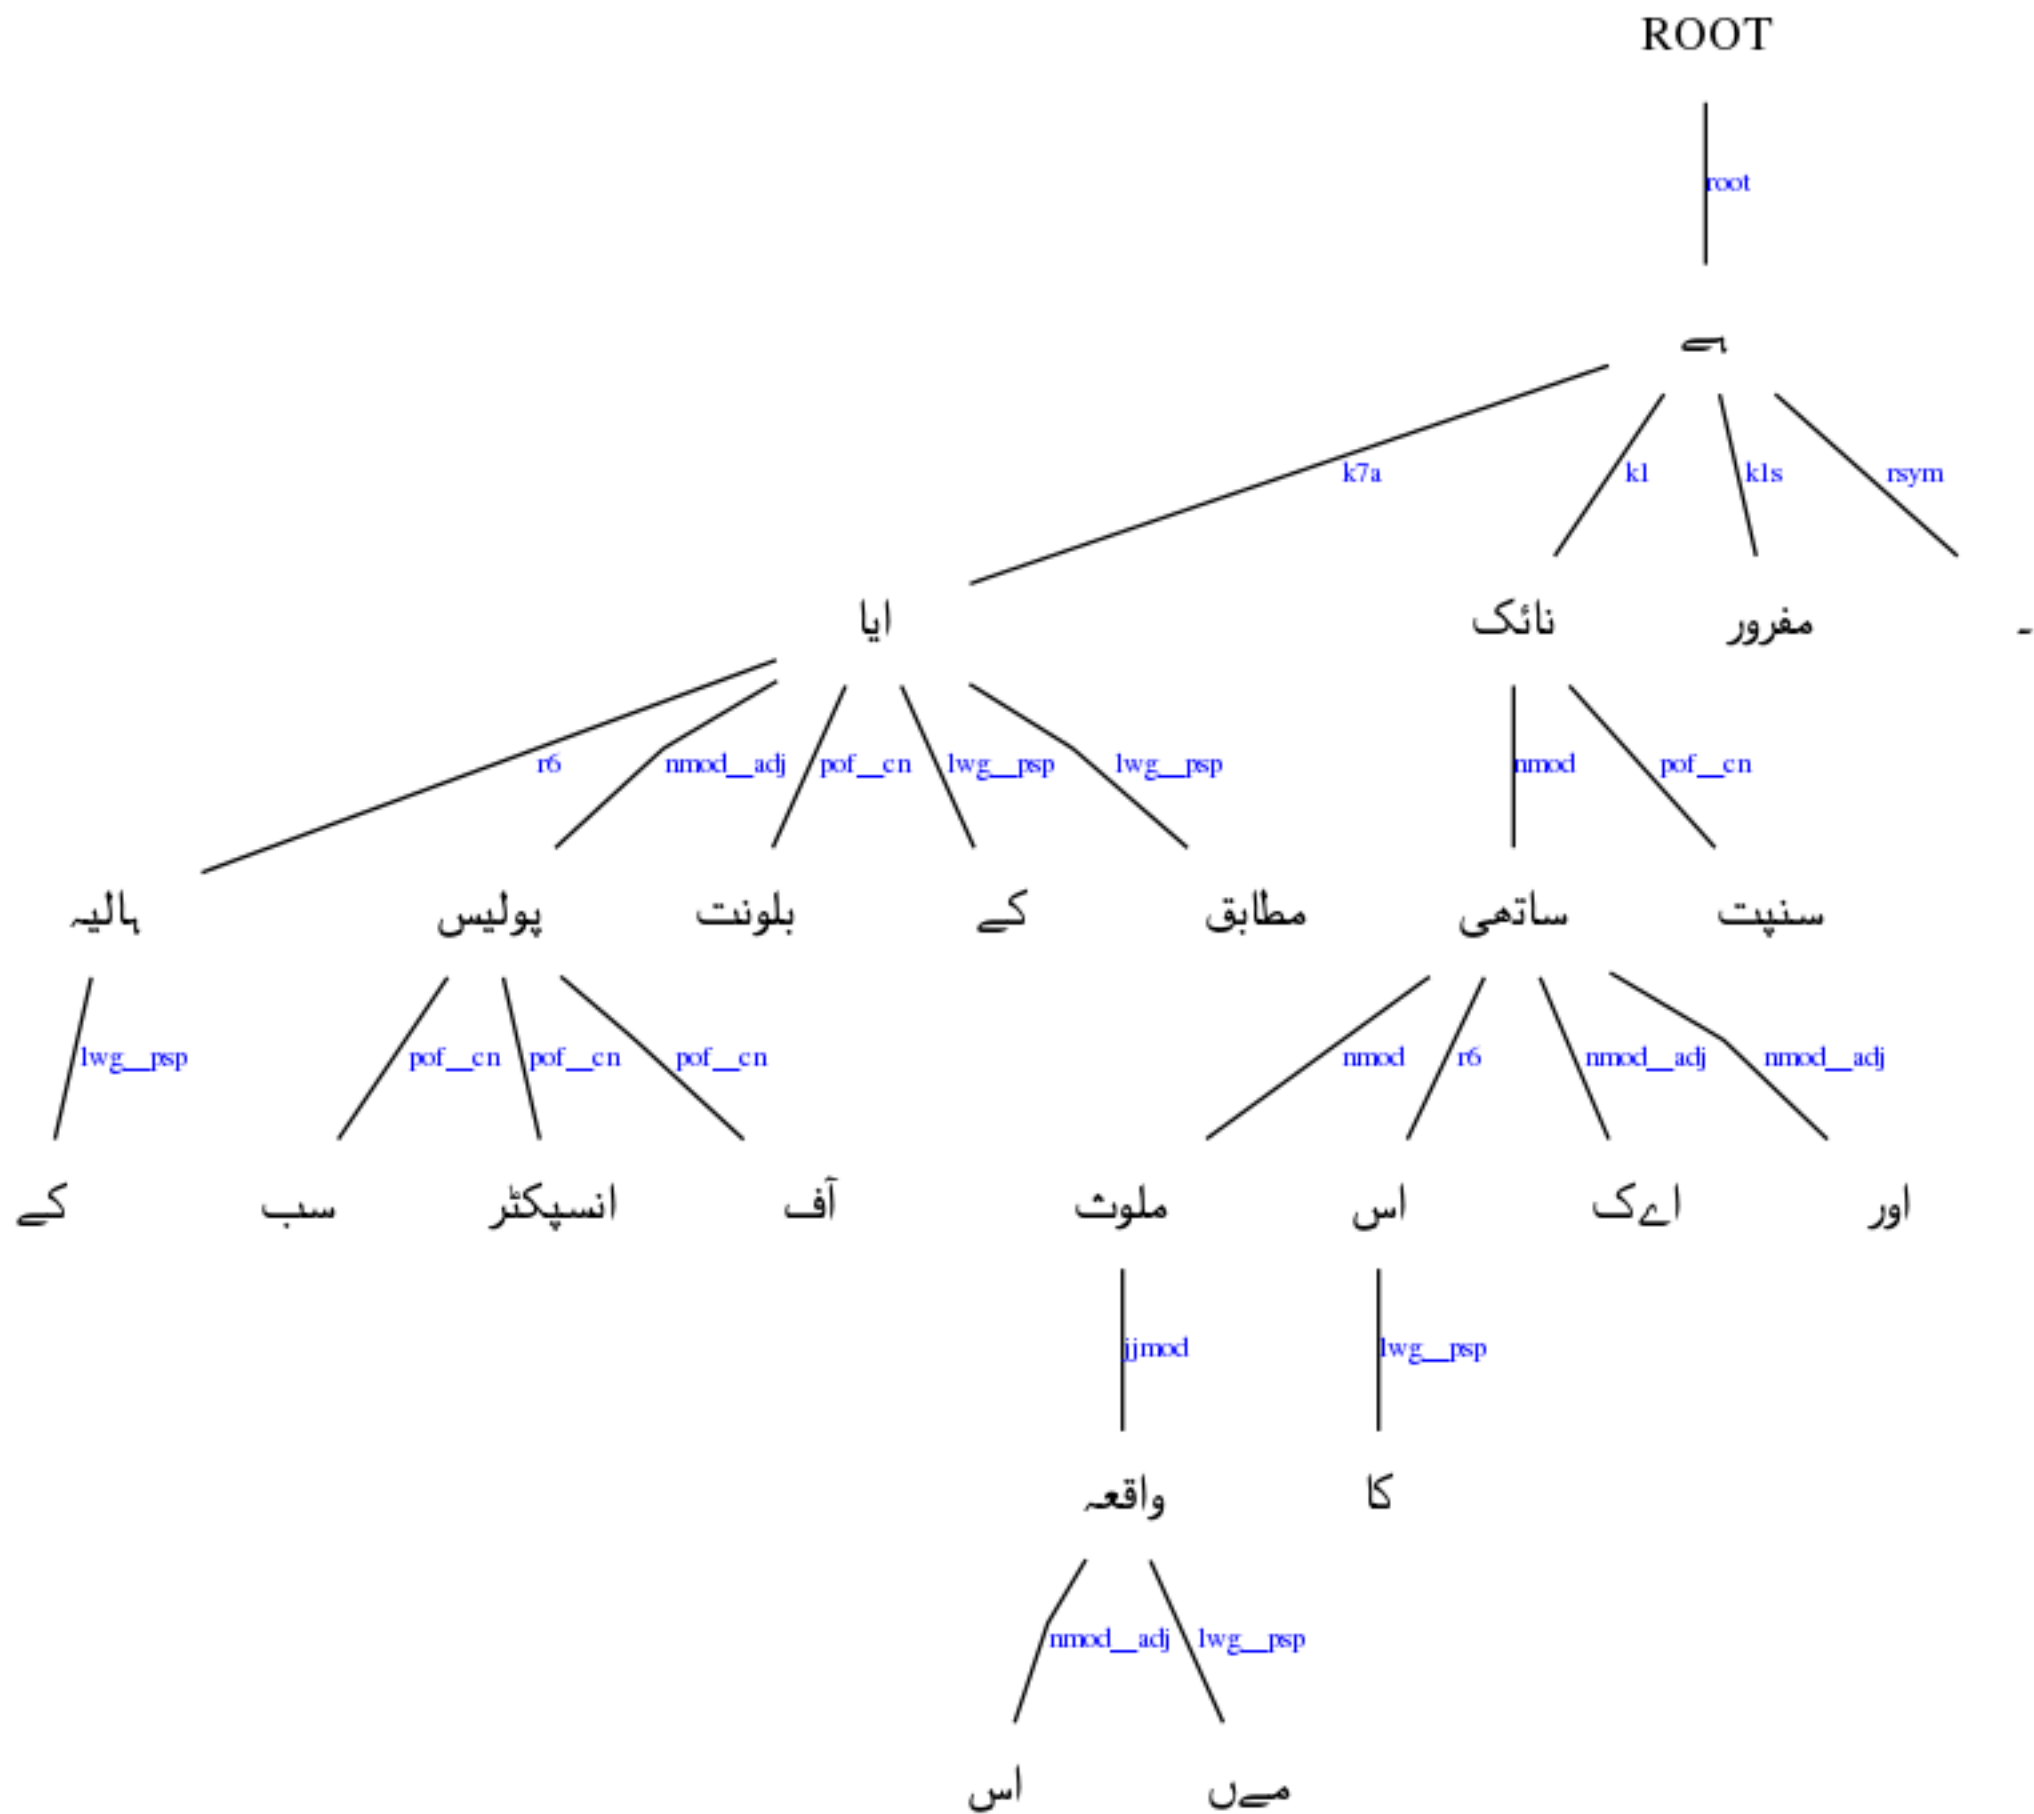 ROOT
root
ہے
k7a k1 k1s rsym
ایا نائک مفرور ۔
r6 nmod__adj pof__cn lwg__psp lwg__psp nmod pof__cn
ہالیہ پولیس بلونت کے مطابق ساتھی سنپت
lwg__psp pof__cn pof__cn pof__cn nmod r6 nmod__adj nmod__adj
کے سب انسپکٹر آف ملوث اس اےک اور
jjmod lwg__psp
واقعہ کا
nmod__adj lwg__psp
اس مےں